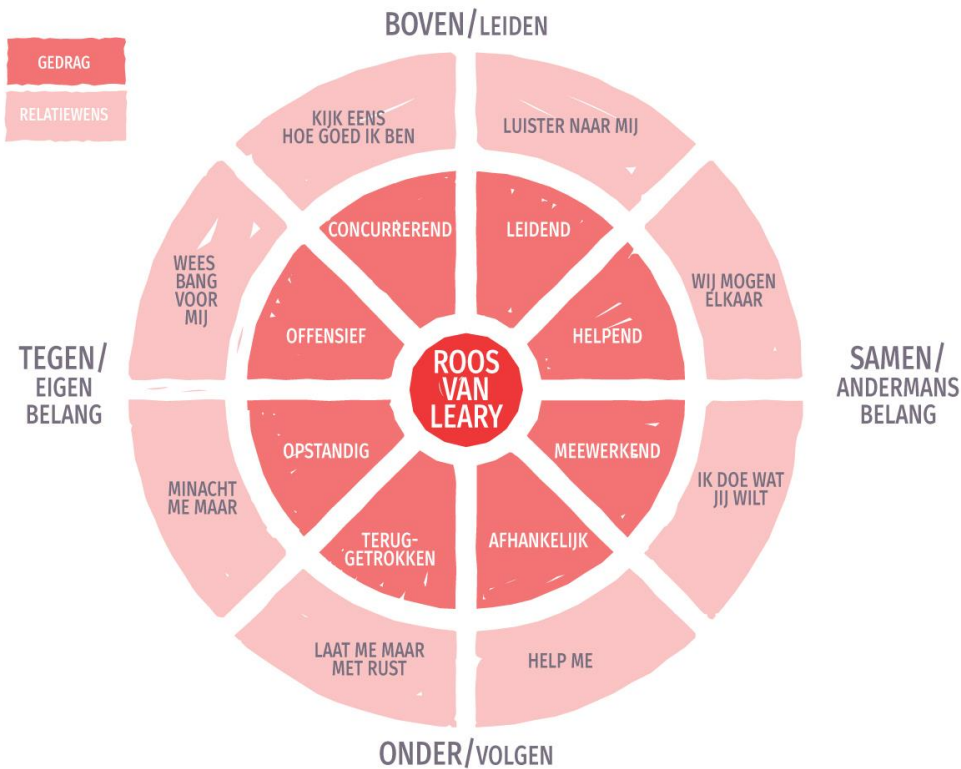 BOVEN/LEIDEN
GEDRAG
RELATIEWENS
KIJK EENS
HOE GOED IK BEN
LUISTER NAAR MIJ
CONCURREREND
LEIDEND
WEES
BANG
VOOR
MIJ
WIJ MOGEN
ELKAAR
OFFENSIEF
HELPEND
TEGEN/
EIGEN
BELANG
ROOS
VAN
LEARY
SAMEN/
ANDERMANS
BELANG
OPSTANDIG
MEEWERKEND
MINACHT
ME MAAR
IK DOE WAT
JIJ WILT
TERUG-
GETROKKEN
AFHANKELIJK
LAAT ME MAAR
MET RUST
HELP ME
ONDER/VOLGEN